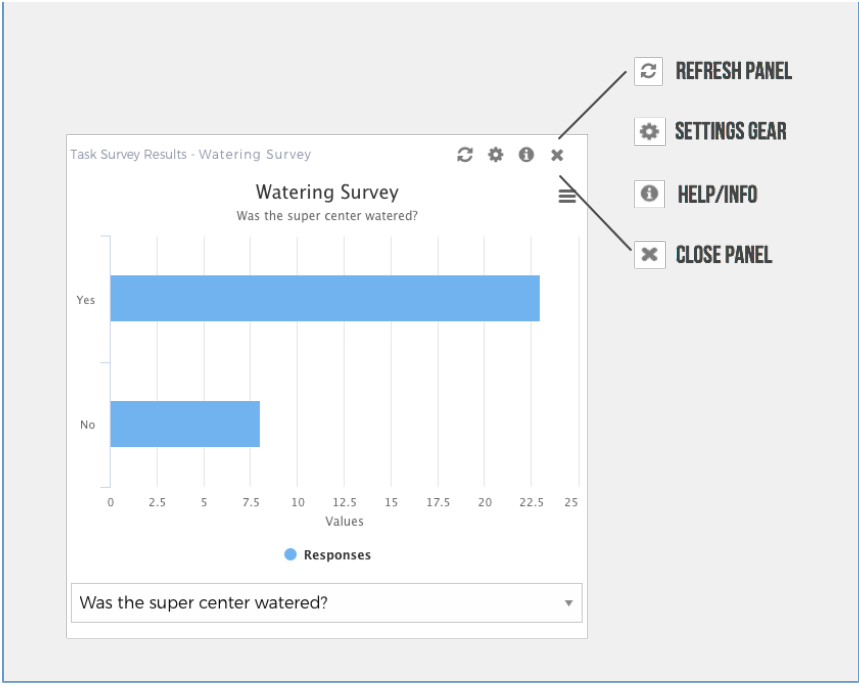 REFRESH PANEL
SETTINGS GEAR
HELP/INFO
CLOSE PANEL
Task Survey Results - Watering Survey
Watering Survey
Was the super center watered?
Yes
No
0 2.5 5 7.5 10 12.5 15 17.5 20 22.5 25
Values
Responses
Was the super center watered?